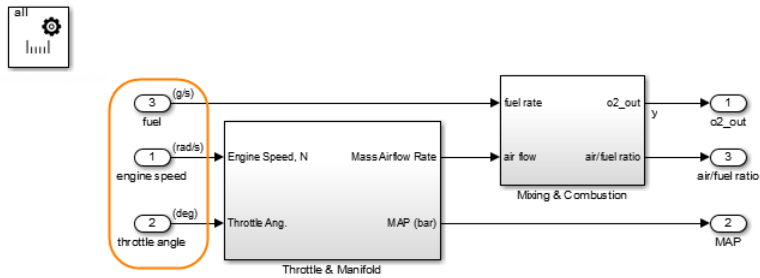 all
3
(g/s)
fuel
1
(rad/s)
engine speed
2
(deg)
throttle angle
Engine Speed, N
Mass Airflow Rate
Throttle Ang.
MAP (bar)
Throttle & Manifold
fuel rate
o2_out
air flow
air/fuel ratio
Mixing & Combustion
y
1
o2_out
3
air/fuel ratio
2
MAP